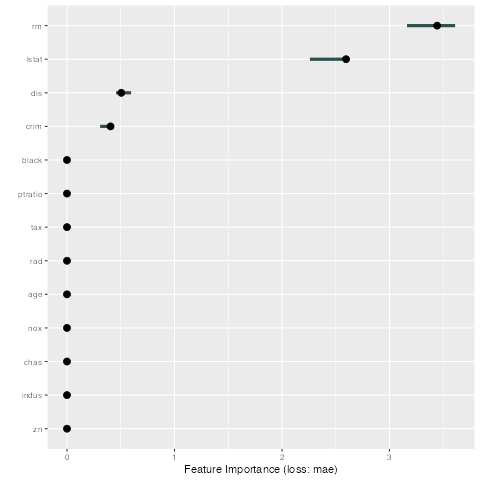 rm
lstat
dis
crim
black
ptratio
tax
rad
age
nox
chas
indus
zn
0 1 2 3
Feature Importance (loss: mae)